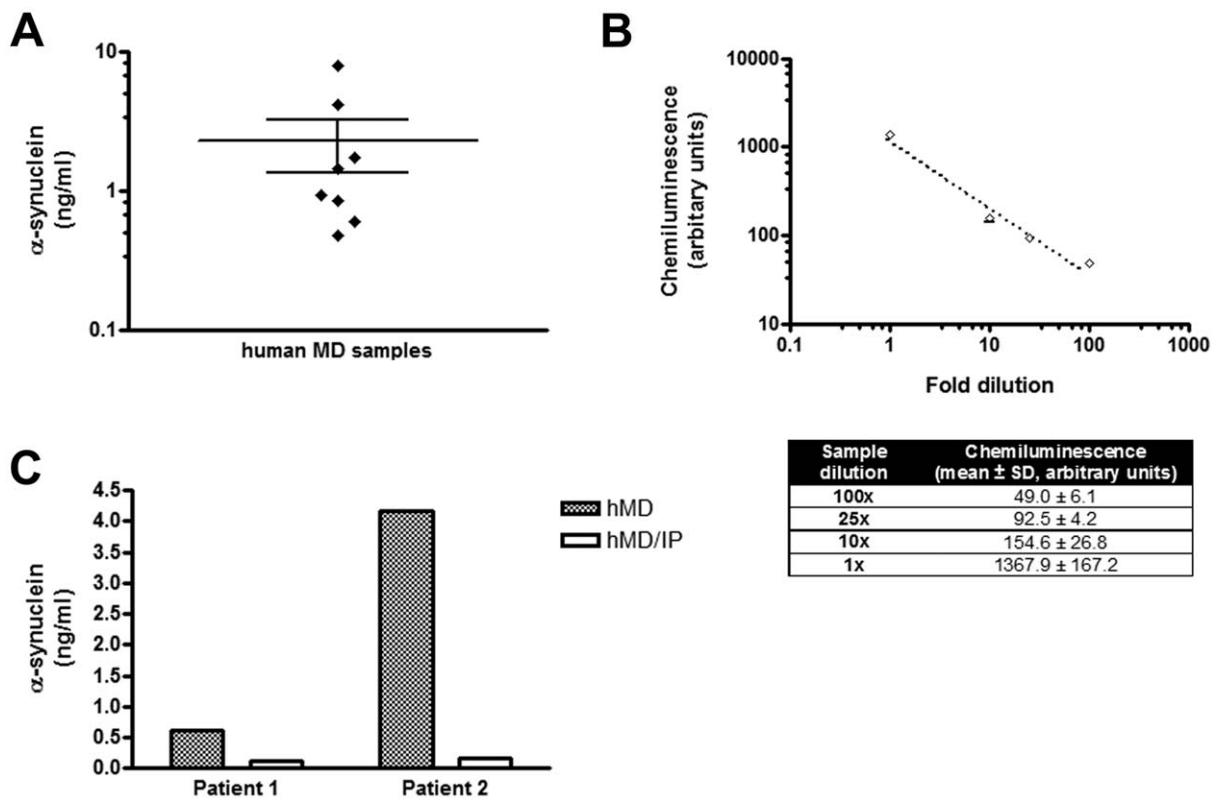 A
10
1
0.1
α-synuclein
(ng/ml)
human MD samples
B
10000
1000
100
10
Chemiluminescence
(arbitary units)
0.1
1
10
100
1000
Fold dilution
Sample
dilution
Chemiluminescence
(mean ± SD, arbitrary units)
100x
49.0 ± 6.1
25x
92.5 ± 4.2
10x
154.6 ± 26.8
1x
1367.9 ± 167.2
C
4.5
4.0
3.5
3.0
2.5
2.0
1.5
1.0
0.5
0.0
α-synuclein
(ng/ml)
Patient 1
Patient 2
hMD
hMD/IP